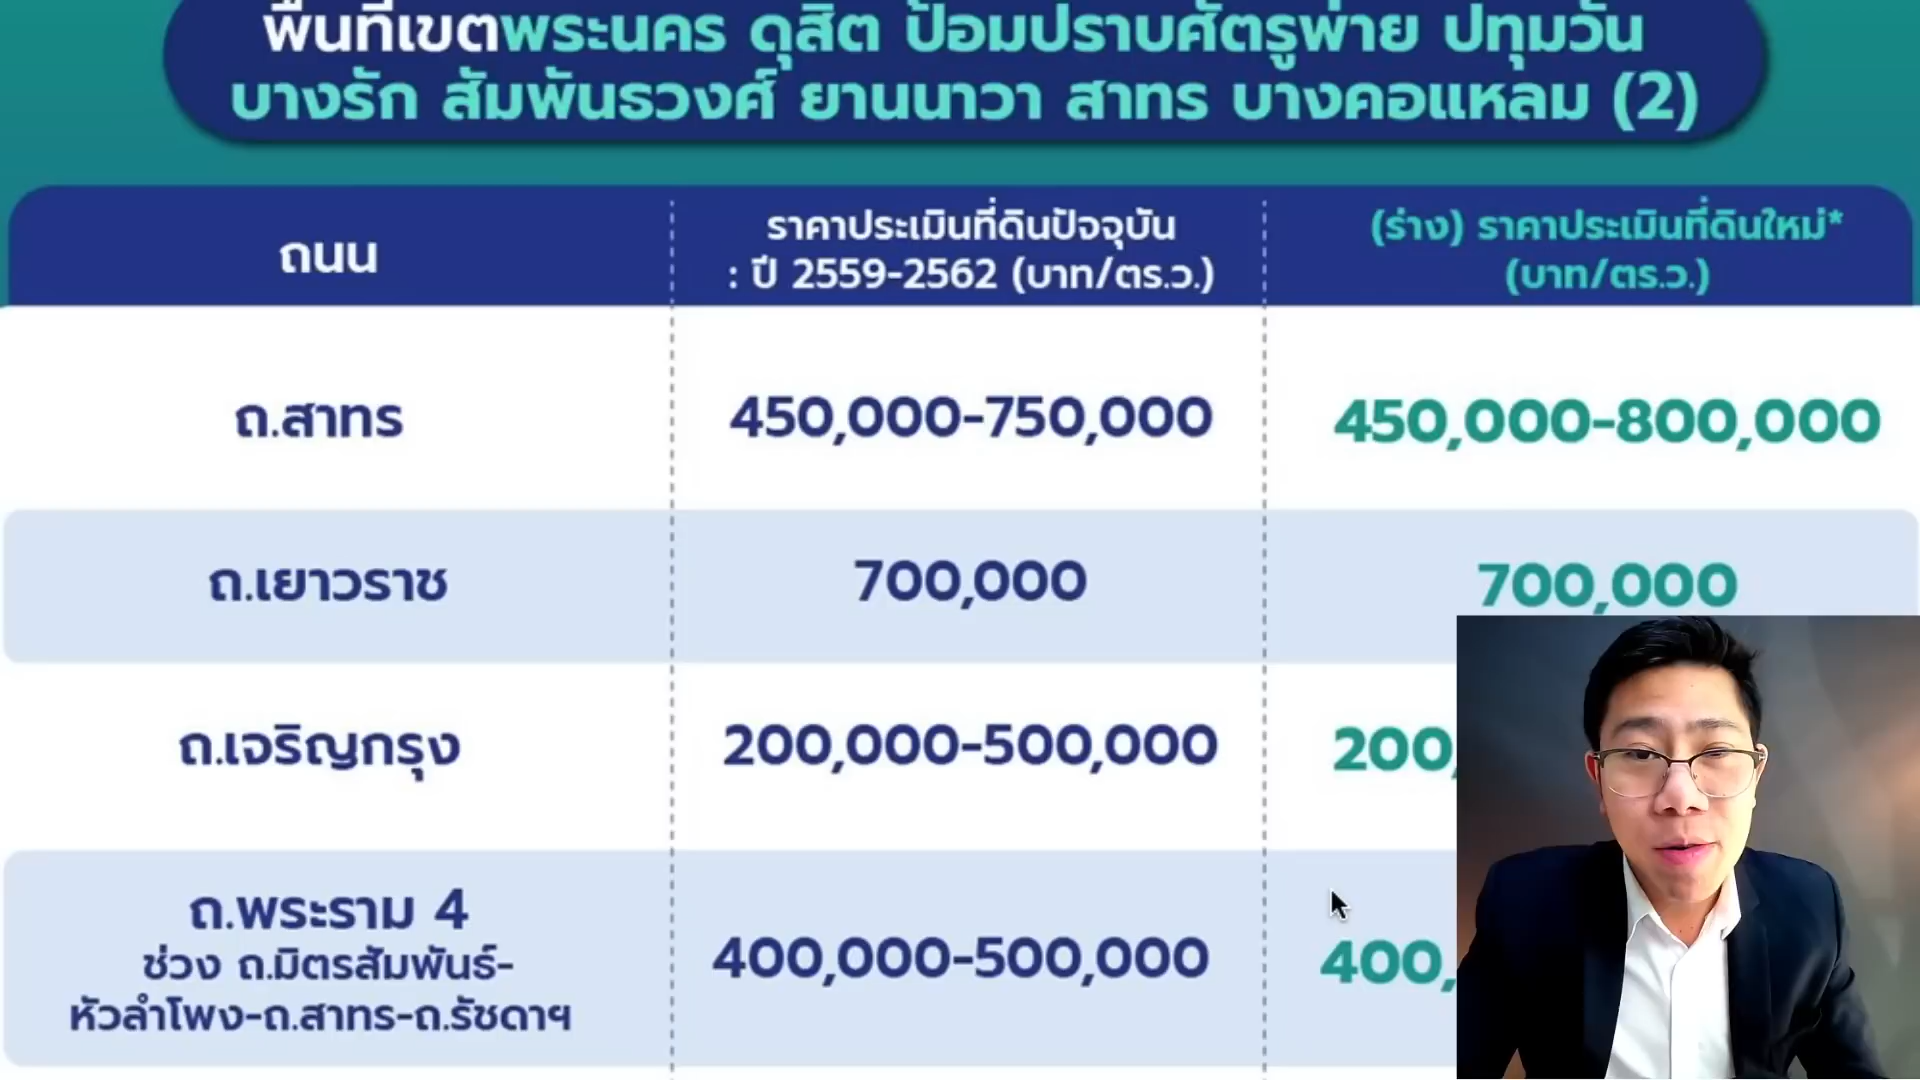 พื้นที่เขตพระนคร ดุสิต ป้อมปราบศัตรูพ่าย ปทุมวัน
บางรัก สัมพันธวงศ์ ยานนาวา สาทร บางคอแหลม (2)
ถนน
ราคาประเมินที่ดินปัจจุบัน
: ปี 2559-2562 (บาท/ตร.ว.)
(ร่าง) ราคาประเมินที่ดินใหม่*
(บาท/ตร.ว.)
ถ.สาทร
450,000-750,000
450,000-800,000
ถ.เยาวราช
700,000
700,000
ถ.เจริญกรุง
200,000-500,000
200,
ถ.พระราม 4
ช่วง ถ.มิตรสัมพันธ์-
หัวลำโพง-ถ.สาทร-ถ.รัชดาฯ
400,000-500,000
400,